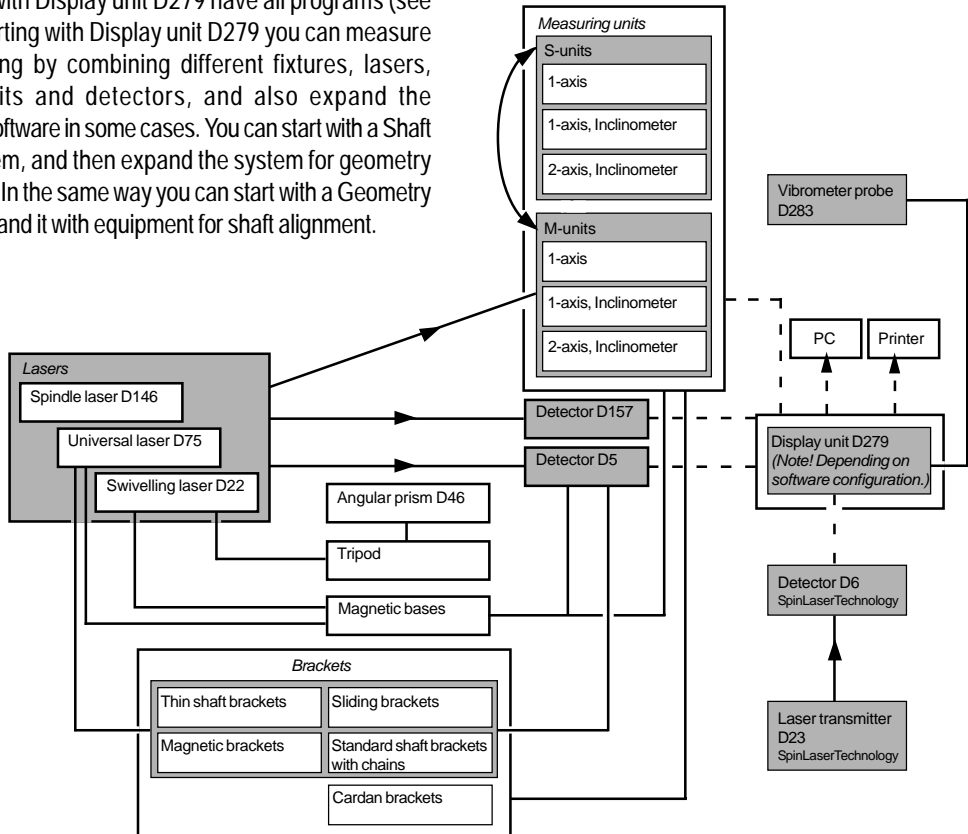 with Display unit D279 have all programs (see
rting with Display unit D279 you can measure
ng by combining different fixtures, lasers,
its and detectors, and also expand the
oftware in some cases. You can start with a Shaft
em, and then expand the system for geometry
In the same way you can start with a Geometry
and it with equipment for shaft alignment.
Measuring units
S-units
1-axis
1-axis, Inclinometer
2-axis, Inclinometer
M-units
1-axis
1-axis, Inclinometer
2-axis, Inclinometer
Vibrometer probe
D283
PC
Printer
Lasers
Spindle laser D146
Universal laser D75
Swivelling laser D22
Detector D157
Detector D5
Display unit D279
(Note! Depending on
software configuration.)
Angular prism D46
Tripod
Magnetic bases
Detector D6
SpinLaserTechnology
Brackets
Thin shaft brackets
Sliding brackets
Magnetic brackets
Standard shaft brackets
with chains
Cardan brackets
Laser transmitter
D23
SpinLaserTechnology